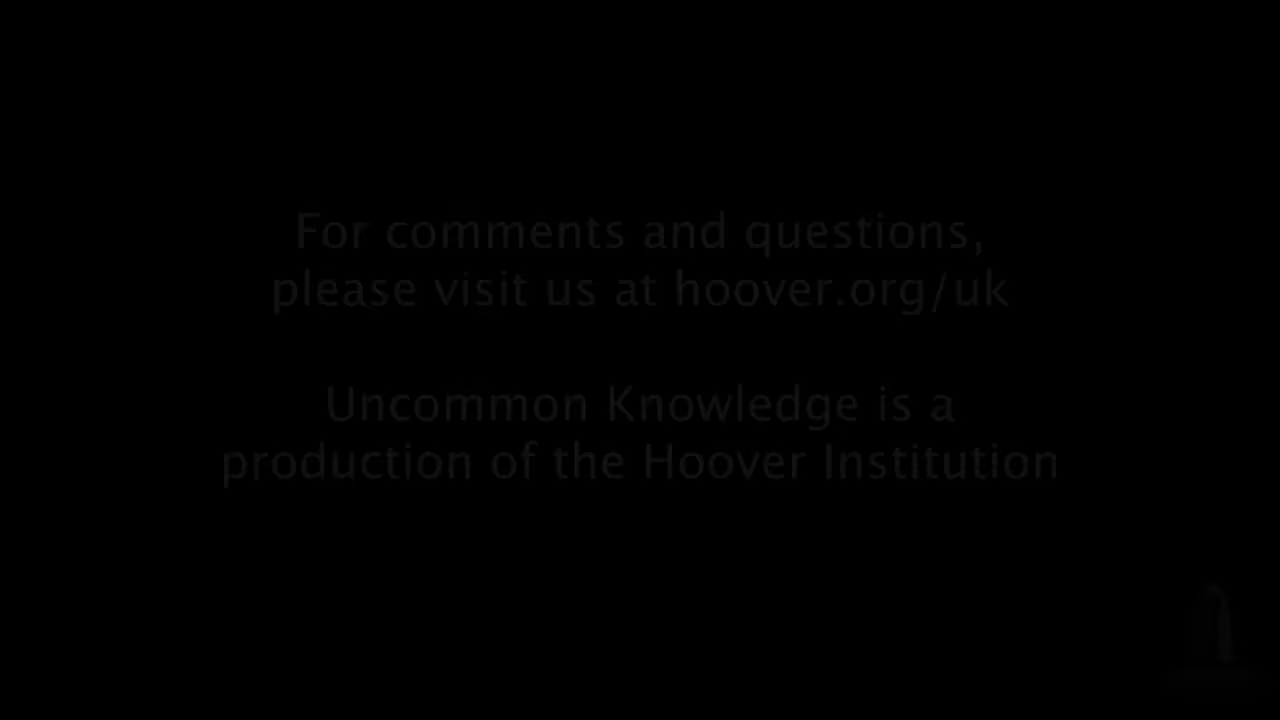 For comments and questions,
please visit us at hoover.org/uk
Uncommon Knowledge is a
production of the Hoover Institution